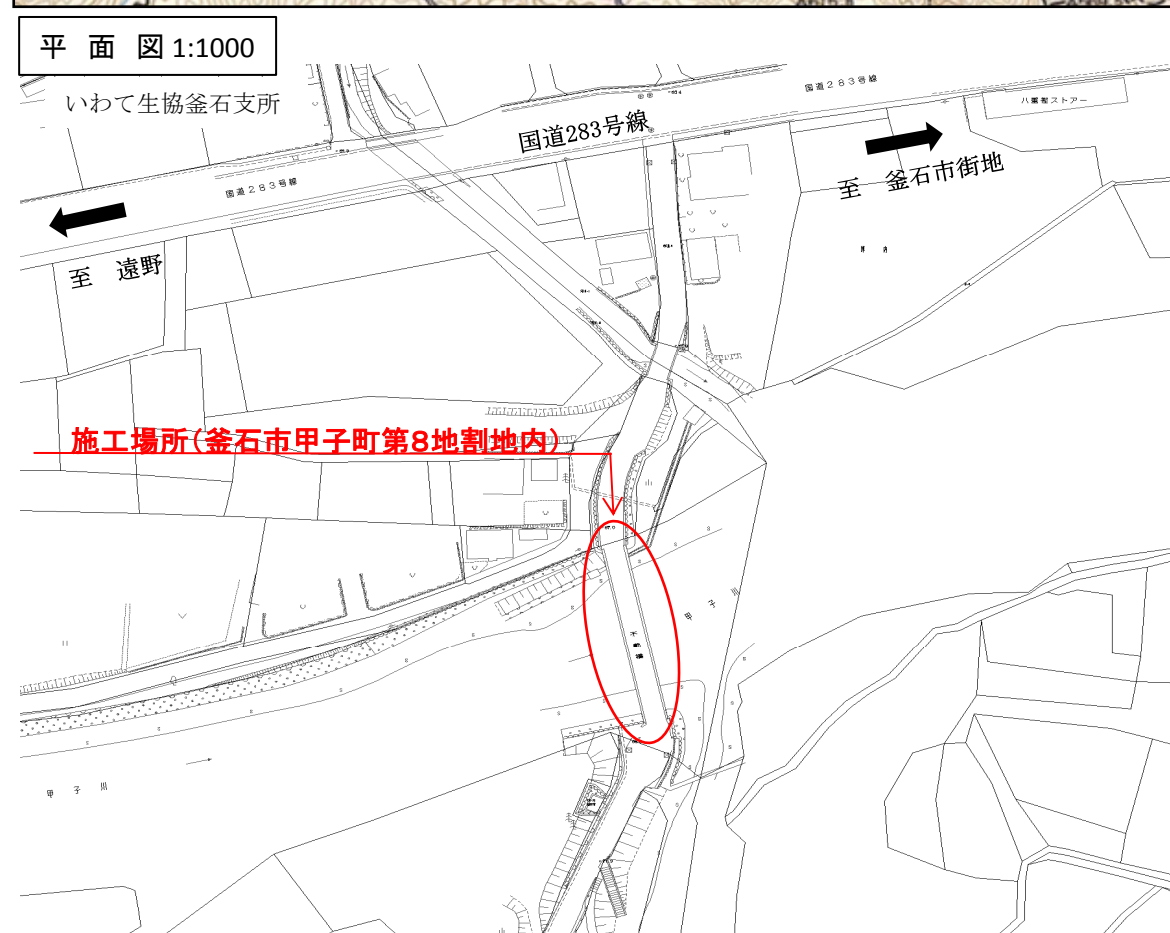 平 面 図 1:1000
いわて生協釜石支所
国道283号線
国道283号線
八重樫ストアー
国道283号線
至 釜石市街地
至 遠野
施工場所(釜石市甲子町第8地割地内)
甲 子 川
甲 子 川